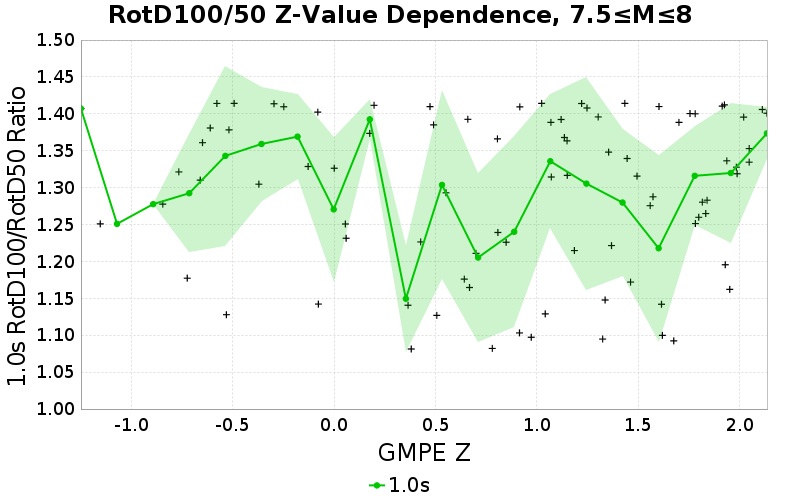 RotD100/50 Z-Value Dependence, 7.5≤M≤8
1.50
1.45
1.40
1.35
1.30
1.25
1.20
1.15
1.10
1.05
1.00
1.0s RotD100/RotD50 Ratio
-1.0 -0.5 0.0 0.5 1.0 1.5 2.0
GMPE Z
1.0s